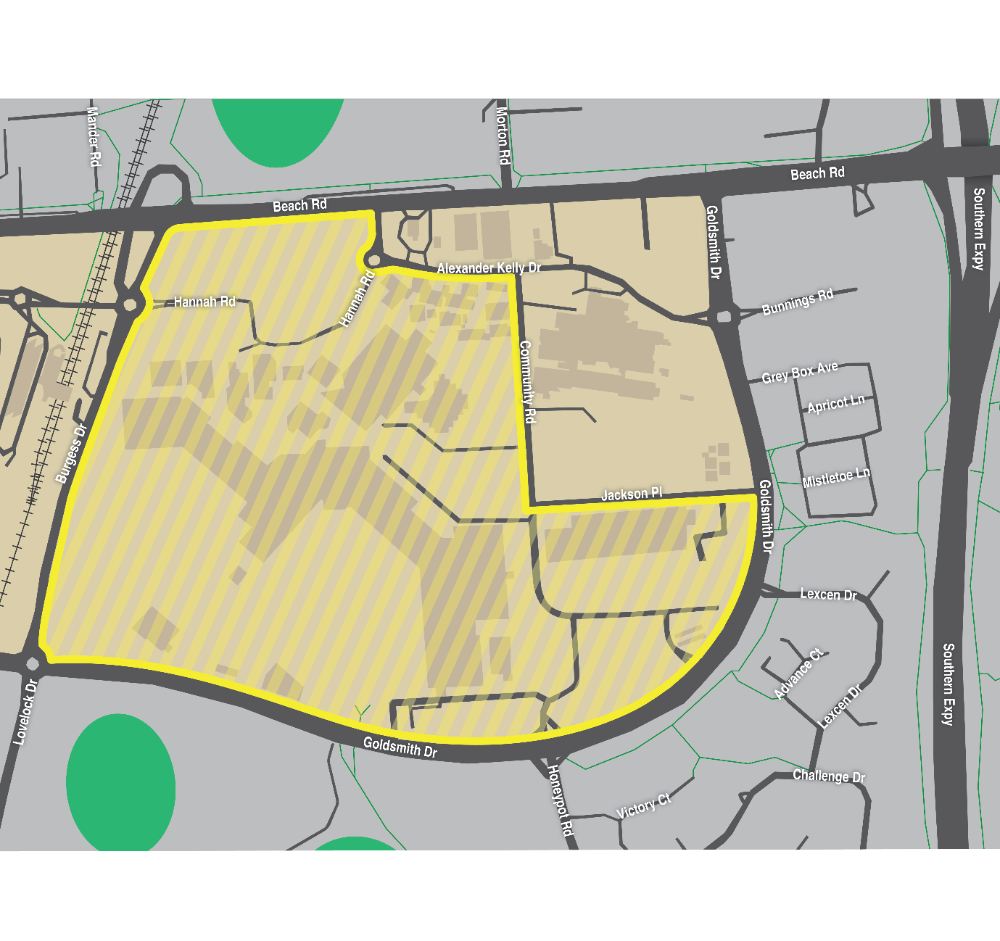 Mander Rd
Morton Rd
Beach Rd
Beach Rd
Southern Expy
Goldsmith Dr
Alexander Kelly Dr
Hannah Rd
Hannah Rd
Bunnings Rd
Community Rd
Grey Box Ave
Apricot Ln
Burgess Dr
Mistletoe Ln
Jackson Pl
Goldsmith Dr
Lexcen Dr
Advance Ct
Southern Expy
Lovelock Dr
Lexcen Dr
Goldsmith Dr
Honeypot Rd
Challenge Dr
Victory Ct